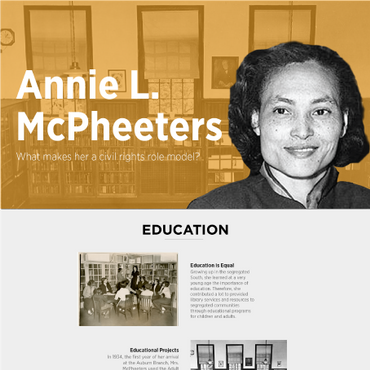 Annie L.
McPheeters
What makes her a civil rights role model?
EDUCATION
Education is Equal
Growing up in the segregated
South, she learned at a very
young age the importance of
education. Therefore, she
contributed a lot to provided
library services and resources to
segregated communities
through educational programs
for children and adults.
Educational Projects
In 1934, the first year of her arrival
at the Auburn Branch, Mrs.
McPheeters used the Adult